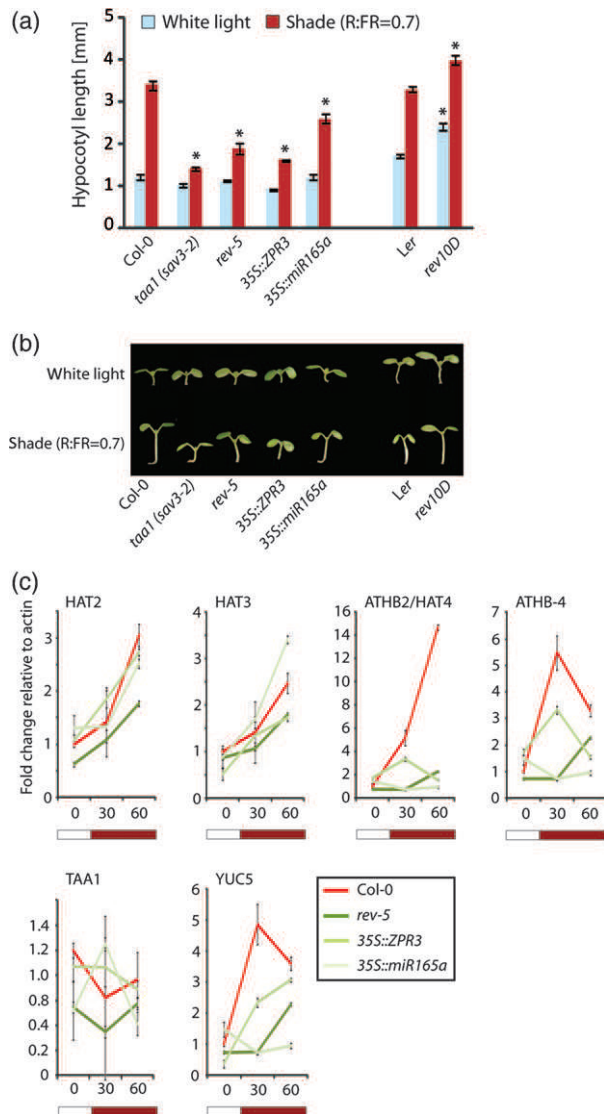 (a)
White light
Shade (R:FR=0.7)
Hypocotyl length [mm]
5
4
3
2
1
0
*
*
*
*
*
*
Col-0
taa1 (sav3-2)
rev-5
35S::ZPR3
35S::miR165a
Ler
rev10D
(b)
White light
Shade (R:FR=0.7)
Col-0
taa1 (sav3-2)
rev-5
35S::ZPR3
35S::miR165a
Ler
rev10D
(c)
Fold change relative to actin
HAT2
3
2
1
0
0 30 60
HAT3
4
3
2
1
0
0 30 60
ATHB2/HAT4
16
14
12
10
8
6
4
2
0
0 30 60
ATHB-4
7
6
5
4
3
2
1
0
0 30 60
TAA1
1.4
1.2
1.0
0.8
0.4
0.2
0
0 30 60
YUC5
6
5
4
3
2
1
0
0 30 60
Col-0
rev-5
35S::ZPR3
35S::miR165a